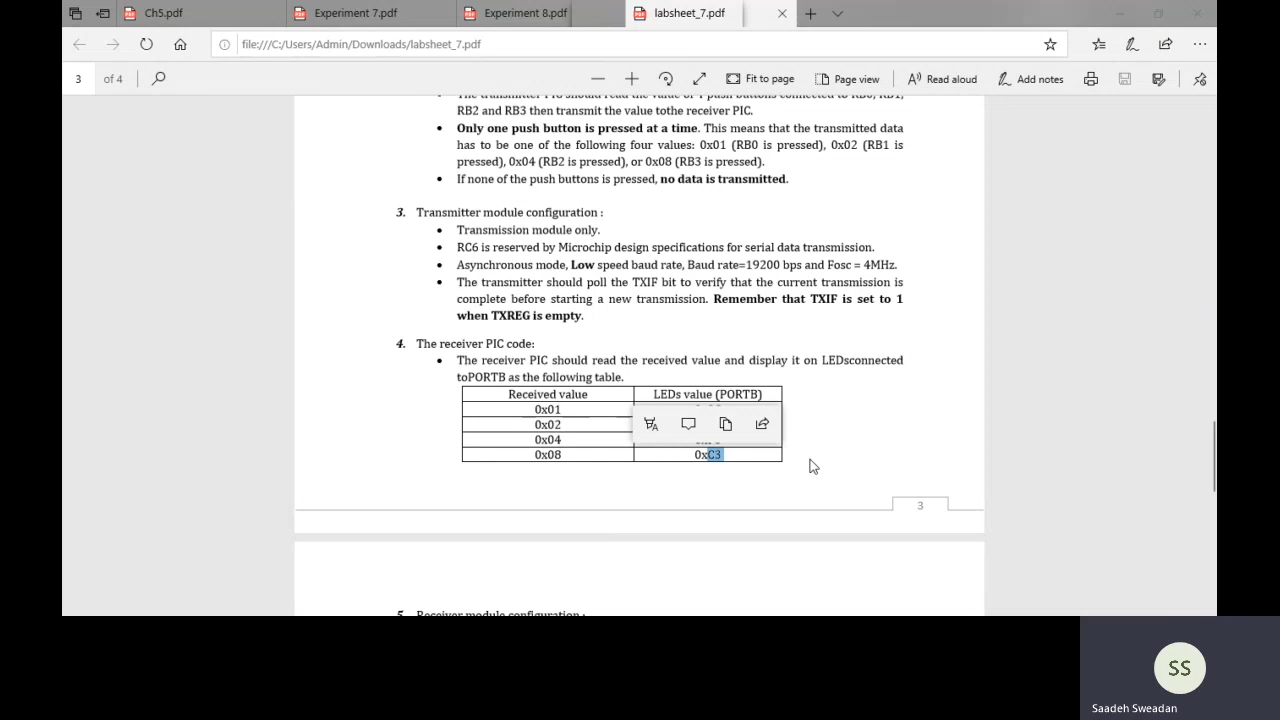 Ch5.pdf
Experiment 7.pdf
Experiment 8.pdf
labsheet_7.pdf
file:///C:/Users/Admin/Downloads/labsheet_7.pdf
3 of 4
Fit to page
Page view
Read aloud
Add notes
RB2 and RB3 then transmit the value tothe receiver PIC.
Only one push button is pressed at a time. This means that the transmitted data
has to be one of the following four values: 0x01 (RB0 is pressed), 0x02 (RB1 is
pressed), 0x04 (RB2 is pressed), or 0x08 (RB3 is pressed).
If none of the push buttons is pressed, no data is transmitted.
3. Transmitter module configuration :
Transmission module only.
RC6 is reserved by Microchip design specifications for serial data transmission.
Asynchronous mode, Low speed baud rate, Baud rate=19200 bps and Fosc = 4MHz.
The transmitter should poll the TXIF bit to verify that the current transmission is
complete before starting a new transmission. Remember that TXIF is set to 1
when TXREG is empty.
4. The receiver PIC code:
The receiver PIC should read the received value and display it on LEDsconnected
toPORTB as the following table.
Received value LEDs value (PORTB)
0x01
0x02
0x04
0x08 0xC3
3
5. Receiver module configuration :
SS
Saadeh Sweadan